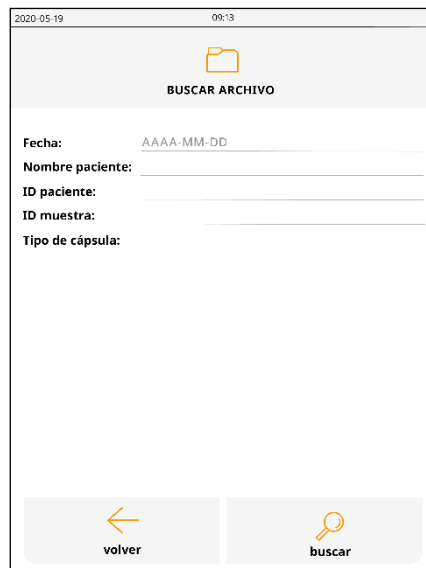 2020-05-19 09:13
BUSCAR ARCHIVO
Fecha: AAAA-MM-DD
Nombre paciente:
ID paciente:
ID muestra:
Tipo de cápsula:
volver buscar